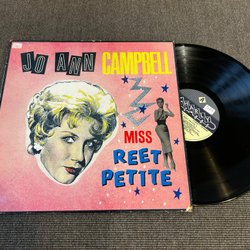 JO ANN
CAMPBELL
MISS
REET
PETITE